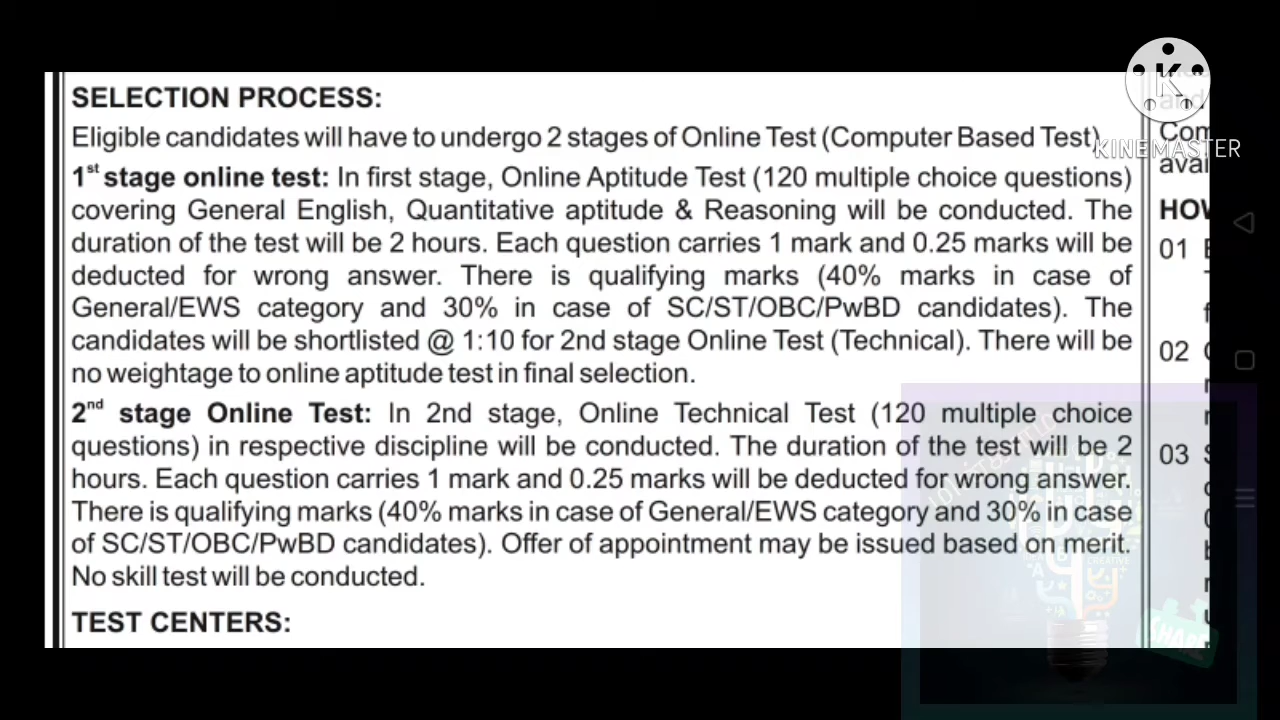 SELECTION PROCESS:
Eligible candidates will have to undergo 2 stages of Online Test (Computer Based Test)
1st stage online test: In first stage, Online Aptitude Test (120 multiple choice questions)
covering General English, Quantitative aptitude & Reasoning will be conducted. The
duration of the test will be 2 hours. Each question carries 1 mark and 0.25 marks will be
deducted for wrong answer. There is qualifying marks (40% marks in case of
General/EWS category and 30% in case of SC/ST/OBC/PwBD candidates). The
candidates will be shortlisted @ 1:10 for 2nd stage Online Test (Technical). There will be
no weightage to online aptitude test in final selection.
2nd stage Online Test: In 2nd stage, Online Technical Test (120 multiple choice
questions) in respective discipline will be conducted. The duration of the test will be 2
hours. Each question carries 1 mark and 0.25 marks will be deducted for wrong answer.
There is qualifying marks (40% marks in case of General/EWS category and 30% in case
of SC/ST/OBC/PwBD candidates). Offer of appointment may be issued based on merit.
No skill test will be conducted.
TEST CENTERS:
K
KINEMASTER
and
Com
avai
HOW
01
02
03
CREATIVE
SHARE